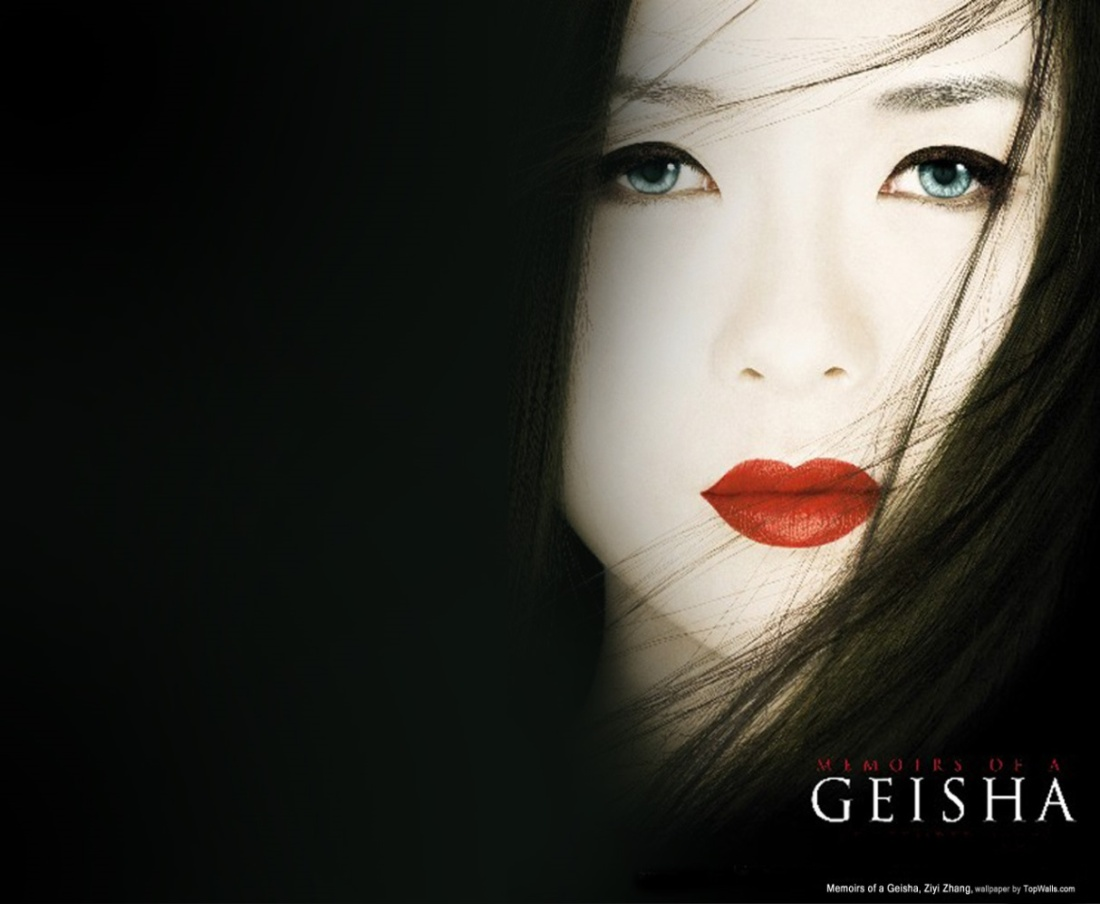 MEMOIRS OF A
GEISHA
Memoirs of a Geisha, Ziyi Zhang, wallpaper by TopWalls.com